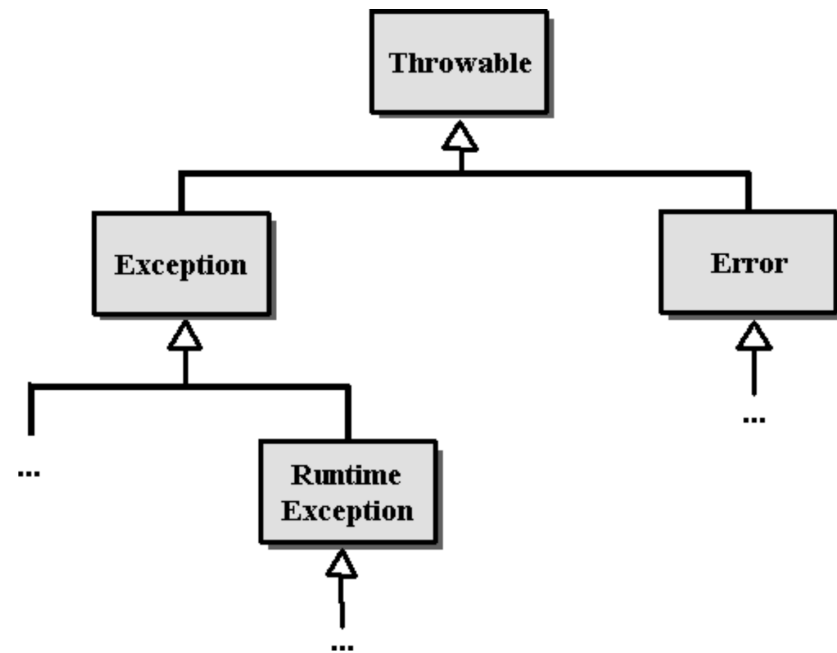 Throwable
Exception
Error
...
...
Runtime
Exception
...